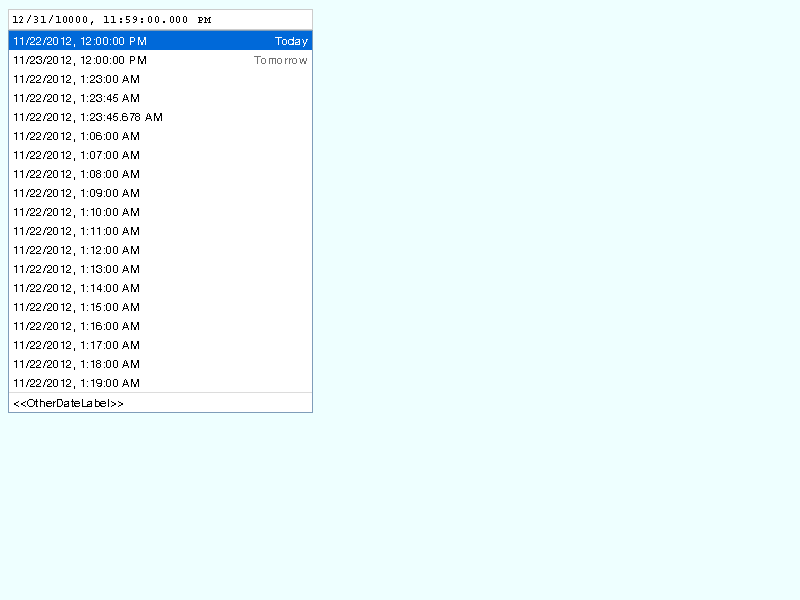 12/31/10000, 11:59:00.000 PM
11/22/2012, 12:00:00 PM Today
11/23/2012, 12:00:00 PM Tomorrow
11/22/2012, 1:23:00 AM
11/22/2012, 1:23:45 AM
11/22/2012, 1:23:45.678 AM
11/22/2012, 1:06:00 AM
11/22/2012, 1:07:00 AM
11/22/2012, 1:08:00 AM
11/22/2012, 1:09:00 AM
11/22/2012, 1:10:00 AM
11/22/2012, 1:11:00 AM
11/22/2012, 1:12:00 AM
11/22/2012, 1:13:00 AM
11/22/2012, 1:14:00 AM
11/22/2012, 1:15:00 AM
11/22/2012, 1:16:00 AM
11/22/2012, 1:17:00 AM
11/22/2012, 1:18:00 AM
11/22/2012, 1:19:00 AM
<<OtherDateLabel>>